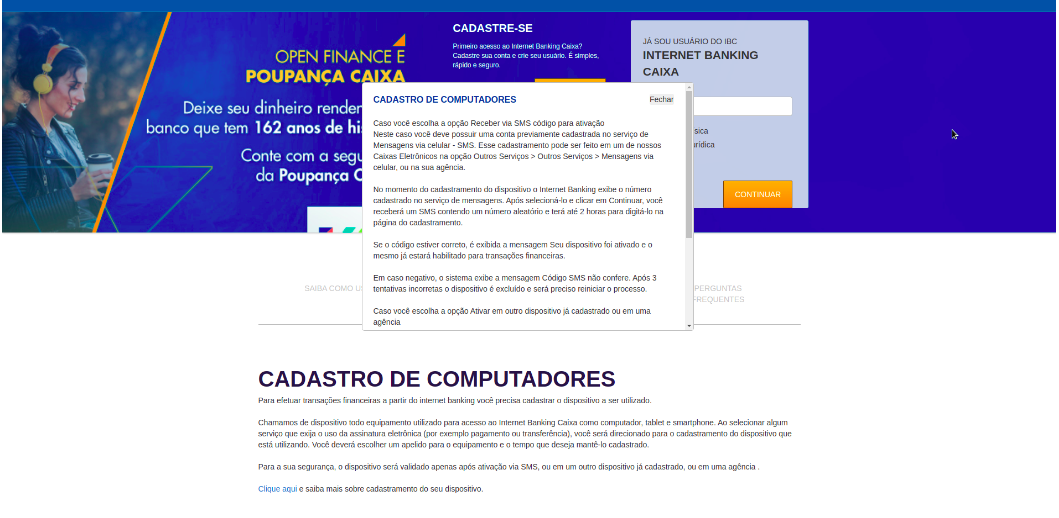 OPEN FINANCE E
POUPANÇA CAIXA
Deixe seu dinheiro render
banco que tem 162 anos de
Conte com a
da Poupança
CADASTRE-SE
Primeiro acesso ao Internet Banking Caixa?
Cadastre sua conta e crie seu usuário. É simples,
rápido e seguro.
JÁ SOU USUÁRIO DO IBC
INTERNET BANKING
CAIXA
CONTINUAR
CADASTRO DE COMPUTADORES
Fechar
Caso você escolha a opção Receber via SMS código para ativação
Neste caso você deve possuir uma conta previamente cadastrada no serviço de
Mensagens via celular - SMS. Esse cadastramento pode ser feito em um de nossos
Caixas Eletrônicos na opção Outros Serviços > Outros Serviços > Mensagens via
celular, ou na sua agência.
No momento do cadastramento do dispositivo o Internet Banking exibe o número
cadastrado no serviço de mensagens. Após selecioná-lo e clicar em Continuar, você
receberá um SMS contendo um número aleatório e terá até 2 horas para digitá-lo na
página do cadastramento.
Se o código estiver correto, é exibida a mensagem Seu dispositivo foi ativado e o
mesmo já estará habilitado para transações financeiras.
Em caso negativo, o sistema exibe a mensagem Código SMS não confere. Após 3
tentativas incorretas o dispositivo é excluído e será preciso reiniciar o processo.
Caso você escolha a opção Ativar em outro dispositivo já cadastrado ou em uma
agência
SAIBA COMO
PERGUNTAS
FREQUENTES
CADASTRO DE COMPUTADORES
Para efetuar transações financeiras a partir do internet banking você precisa cadastrar o dispositivo a ser utilizado.
Chamamos de dispositivo todo equipamento utilizado para acesso ao Internet Banking Caixa como computador, tablet e smartphone. Ao selecionar algum
serviço que exija o uso da assinatura eletrônica (por exemplo pagamento ou transferência), você será direcionado para o cadastramento do dispositivo que
está utilizando. Você deverá escolher um apelido para o equipamento e o tempo que deseja mantê-lo cadastrado.
Para a sua segurança, o dispositivo será validado apenas após ativação via SMS, ou em um outro dispositivo já cadastrado, ou em uma agência .
Clique aqui e saiba mais sobre cadastramento do seu dispositivo.